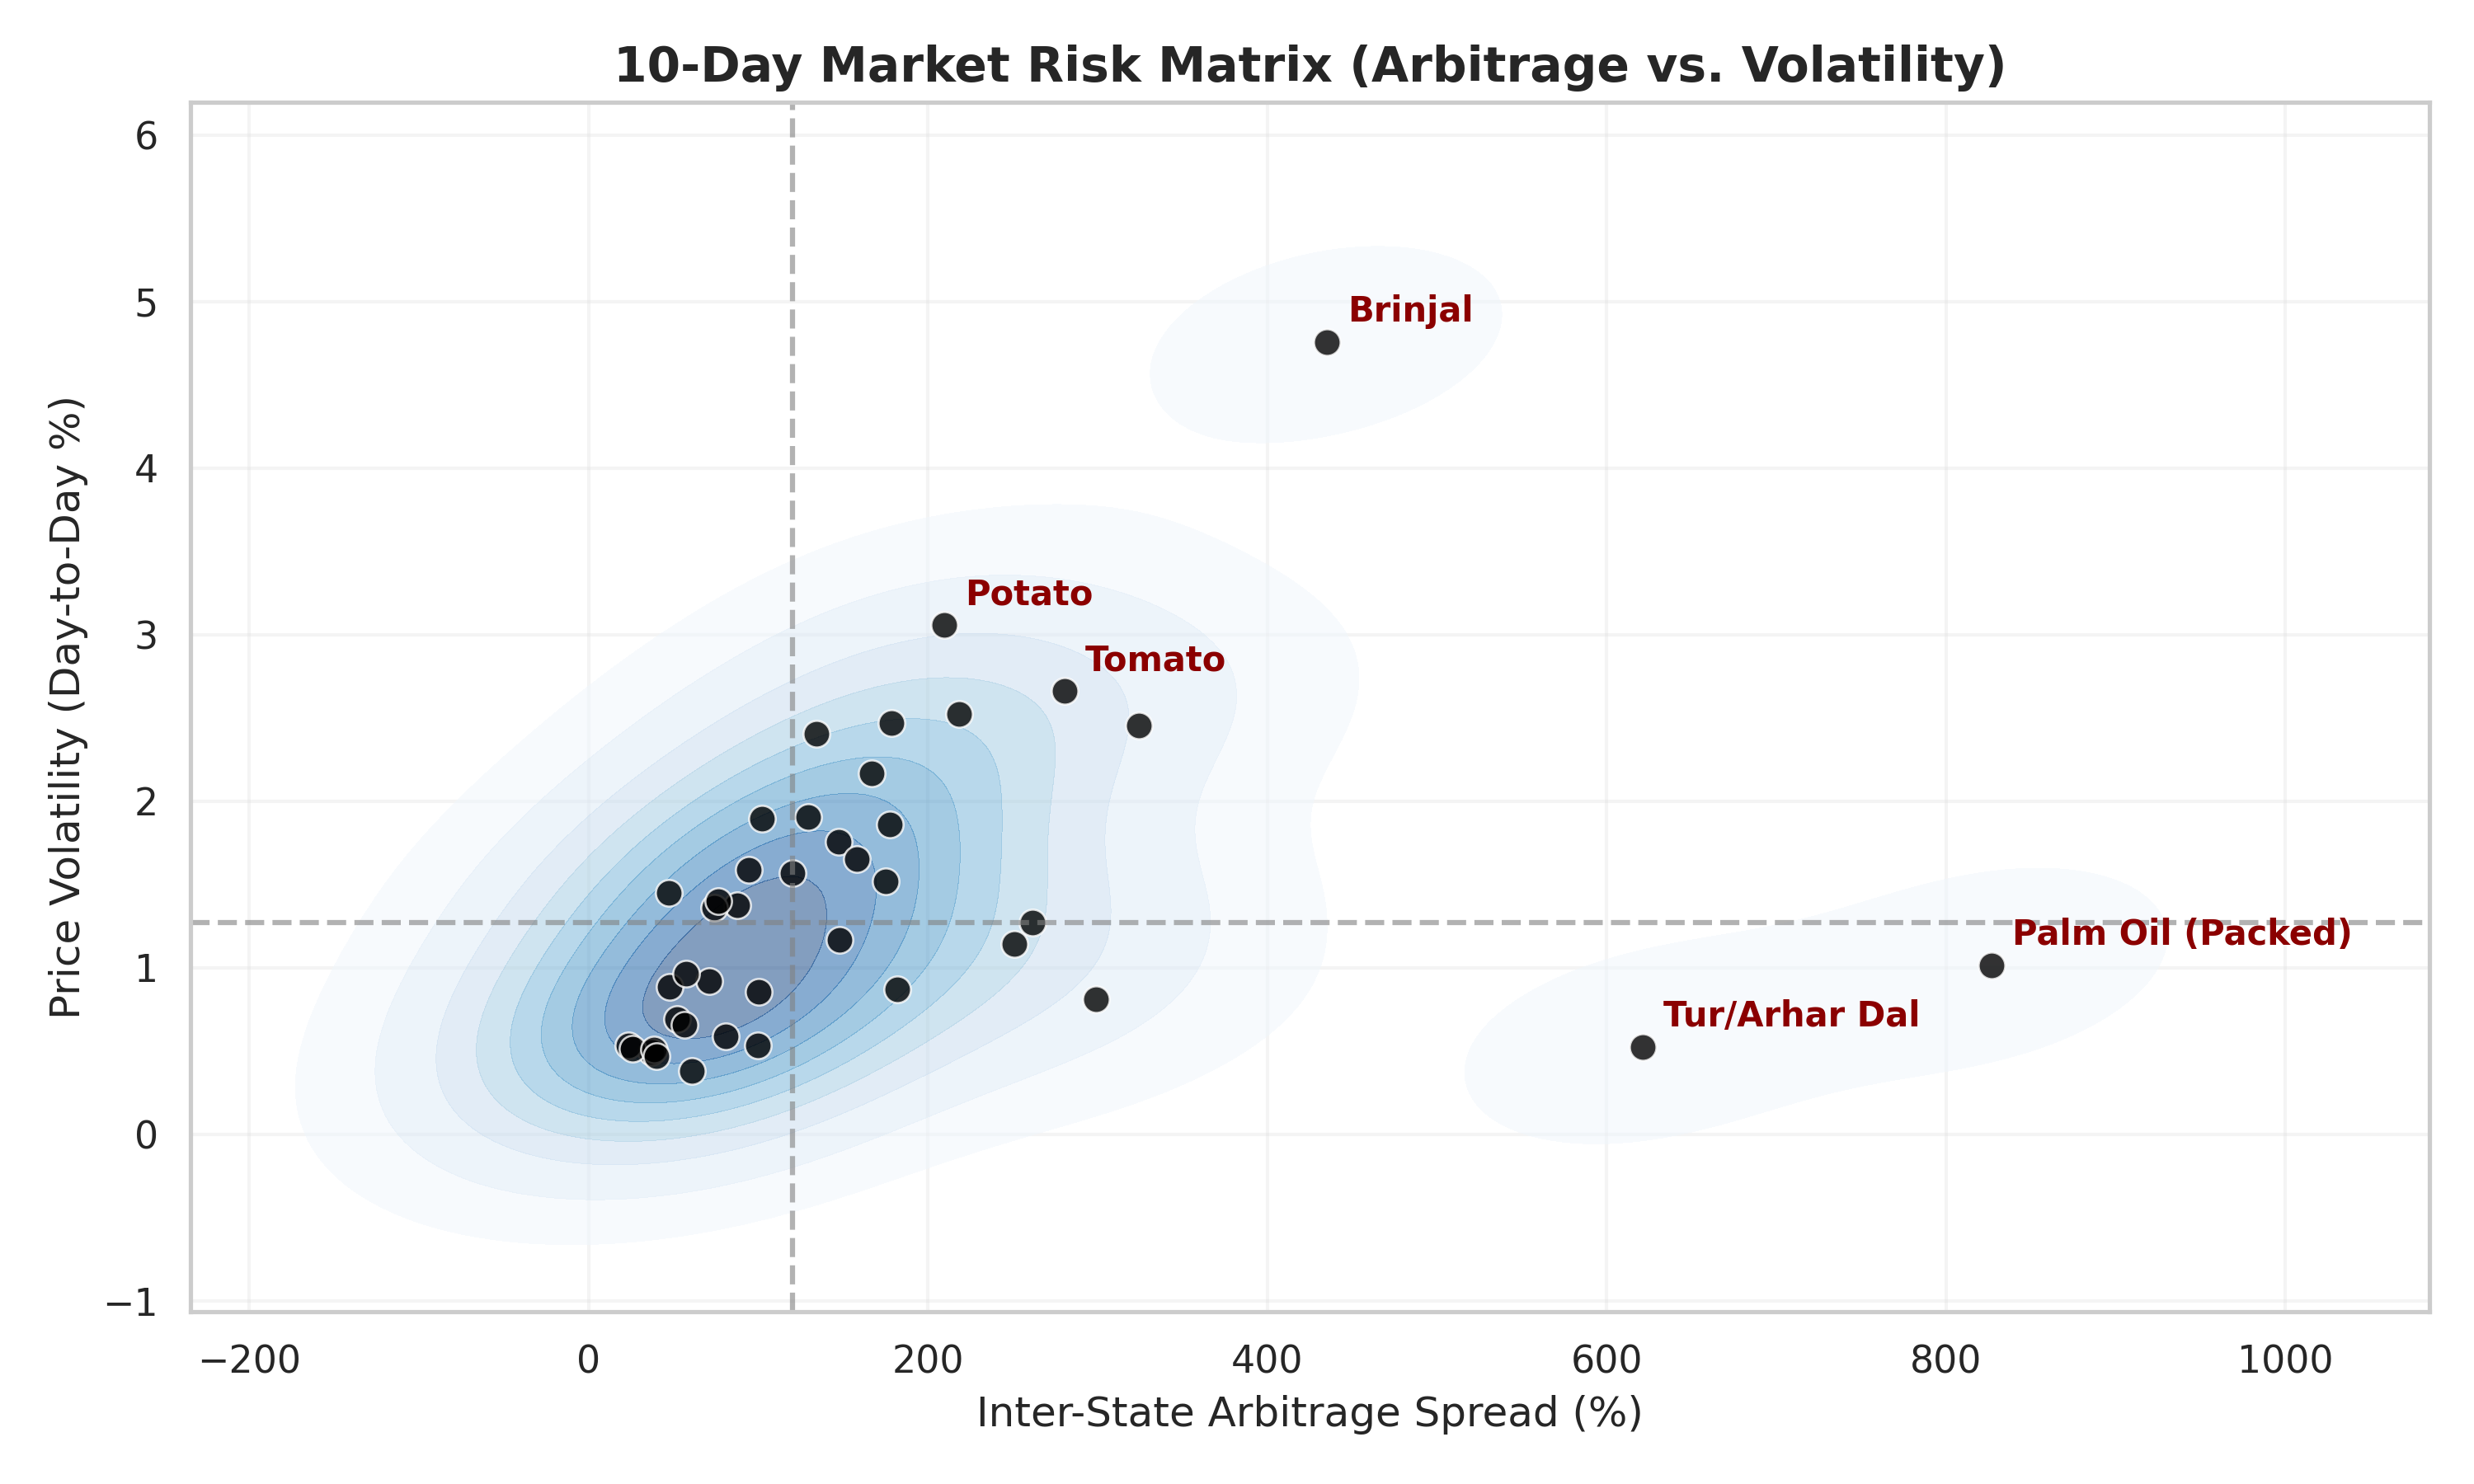 10-Day Market Risk Matrix (Arbitrage vs. Volatility)
Price Volatility (Day-to-Day %)
6
5
4
3
2
1
0
−1
Brinjal
Potato
Tomato
Palm Oil (Packed)
Tur/Arhar Dal
−200
0
200
400
600
800
1000
Inter-State Arbitrage Spread (%)